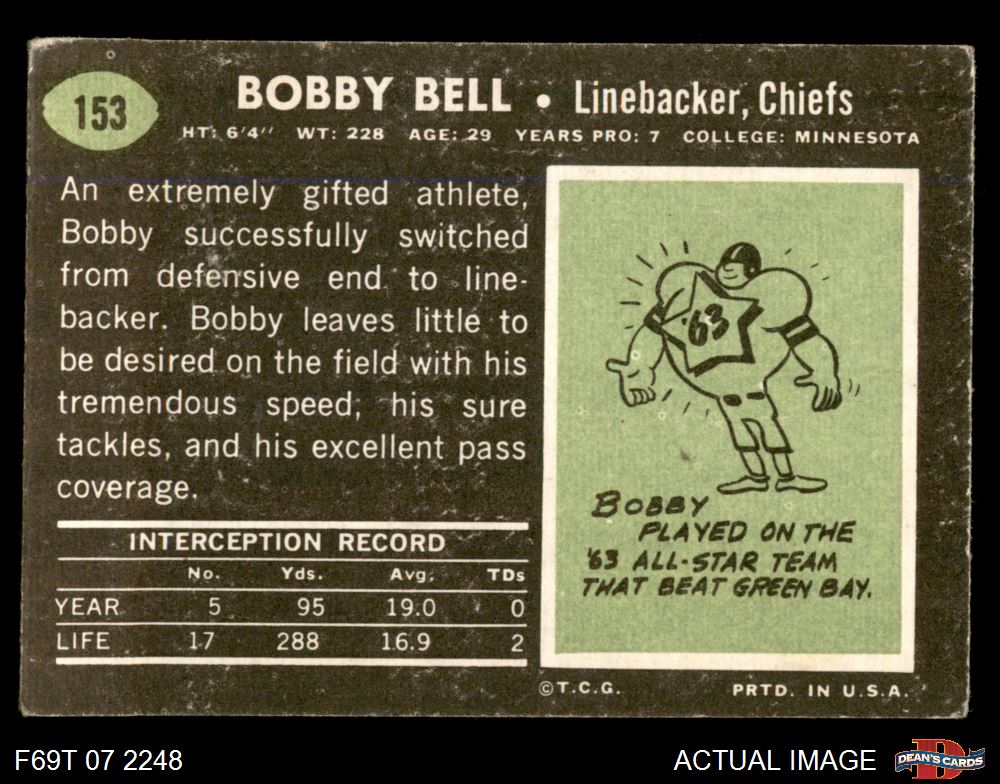 153
BOBBY BELL • Linebacker, Chiefs
HT: 6'4" WT: 228 AGE: 29 YEARS PRO: 7 COLLEGE: MINNESOTA
An extremely gifted athlete,
Bobby successfully switched
from defensive end to line-
backer. Bobby leaves little to
be desired on the field with his
tremendous speed, his sure
tackles, and his excellent pass
coverage.
INTERCEPTION RECORD
No. Yds. Avg. TDs
YEAR 5 95 19.0 0
LIFE 17 288 16.9 2
'63
BOBBY
PLAYED ON THE
'63 ALL-STAR TEAM
THAT BEAT GREEN BAY.
©T.C.G. PRTD. IN U.S.A.
F69T 07 2248
ACTUAL IMAGE
D
DEAN'S CARDS